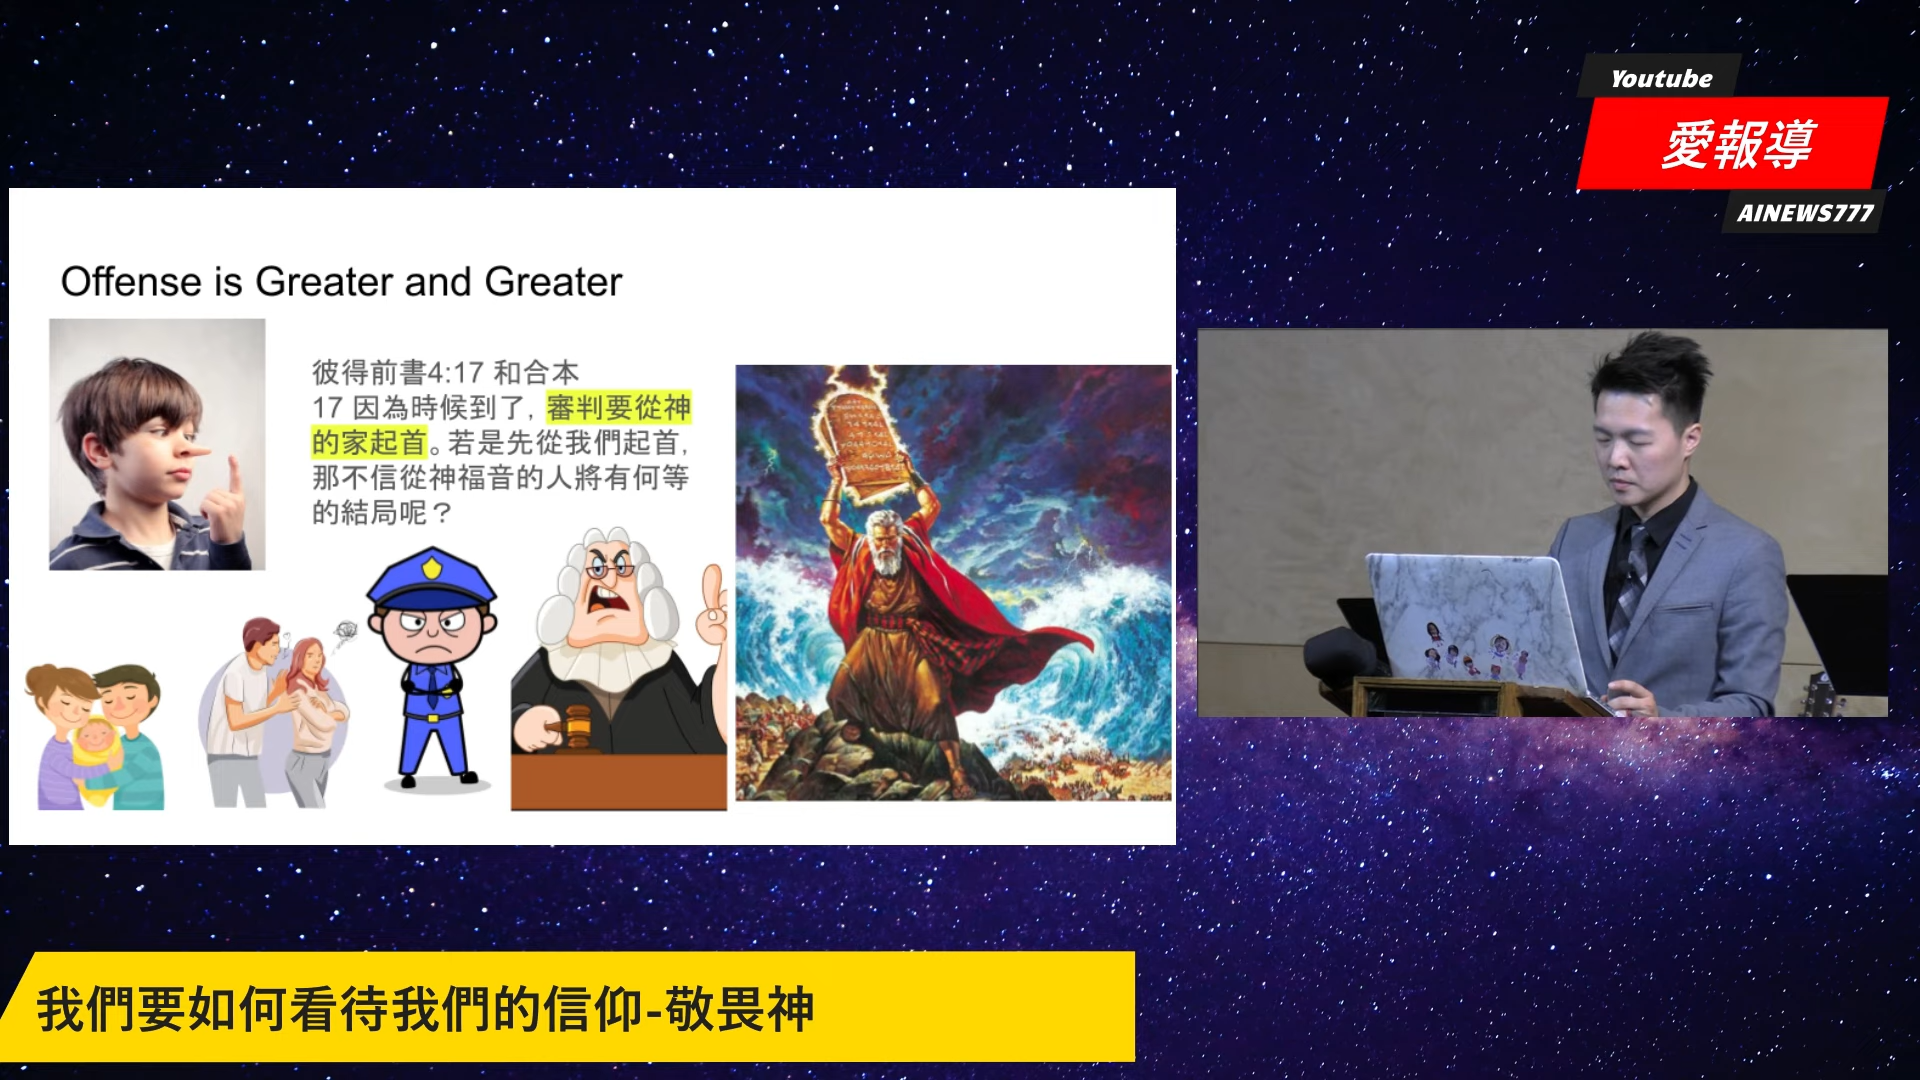 Youtube
愛報導
AINEWS777
Offense is Greater and Greater
彼得前書4:17 和合本
17 因為時候到了，審判要從神
的家起首。若是先從我們起首，
那不信從神福音的人將有何等
的結局呢？
我們要如何看待我們的信仰-敬畏神